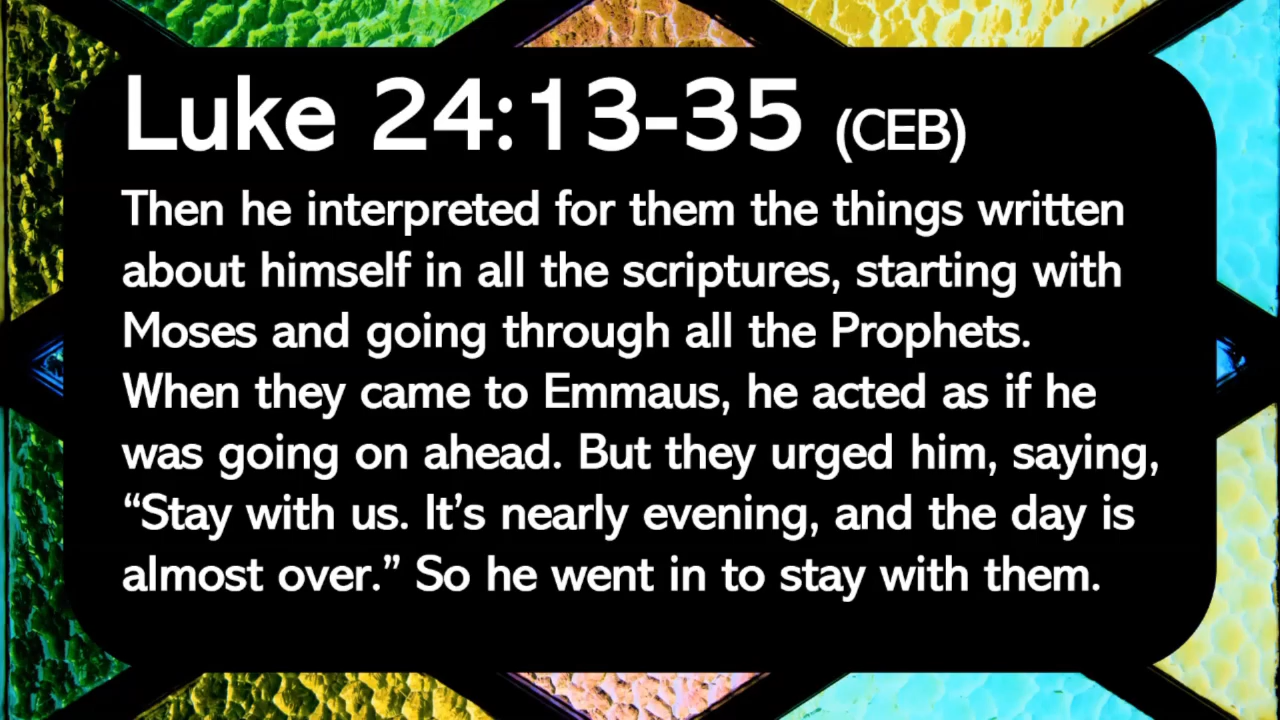 Luke 24:13-35 (CEB)
Then he interpreted for them the things written
about himself in all the scriptures, starting with
Moses and going through all the Prophets.
When they came to Emmaus, he acted as if he
was going on ahead. But they urged him, saying,
“Stay with us. It’s nearly evening, and the day is
almost over.” So he went in to stay with them.